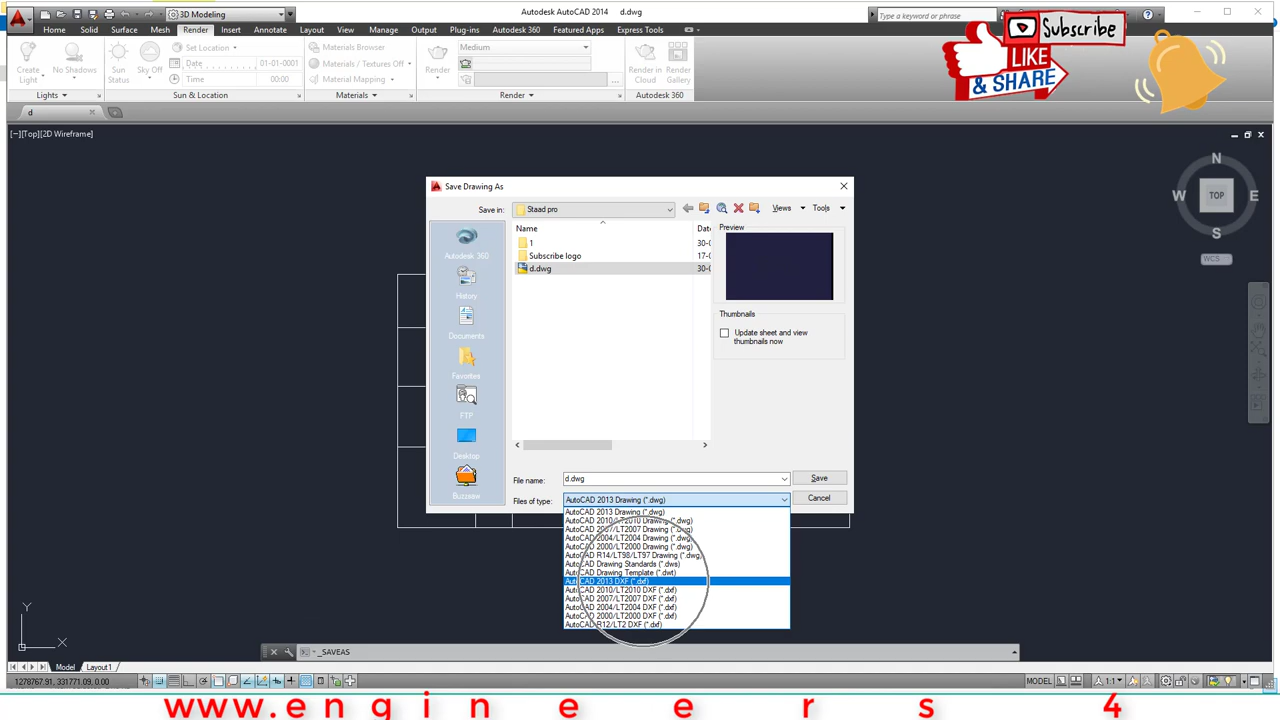 Autodesk AutoCAD 2014 d.dwg
3D Modeling
Type a keyword or phrase
Subscribe
LIKE
& SHARE
Home Solid Surface Mesh Render Insert Annotate Layout View Manage Output Plug-ins Autodesk 360 Featured Apps Express Tools
Create Light
No Shadows
Sun Status
Sky Off
Set Location
Date 01-01-0001
Time 00:00
Materials Browser
Materials / Textures Off
Material Mapping
Render
Medium
Render in Cloud
Render Gallery
Lights Sun & Location Materials Render Autodesk 360
d
[−][Top][2D Wireframe]
N
W TOP E
S
WCS
Save Drawing As
Save in: Staad pro
Views Tools
Autodesk 360
History
Documents
Favorites
FTP
Desktop
Buzzsaw
Name Date
1 30-0
Subscribe logo 17-0
d.dwg 30-0
Preview
Thumbnails
Update sheet and view thumbnails now
File name: d.dwg
Save
Files of type: AutoCAD 2013 Drawing (*.dwg)
Cancel
AutoCAD 2013 Drawing (*.dwg)
AutoCAD 2010/LT2010 Drawing (*.dwg)
AutoCAD 2007/LT2007 Drawing (*.dwg)
AutoCAD 2004/LT2004 Drawing (*.dwg)
AutoCAD 2000/LT2000 Drawing (*.dwg)
AutoCAD R14/LT98/LT97 Drawing (*.dwg)
AutoCAD Drawing Standards (*.dws)
AutoCAD Drawing Template (*.dwt)
AutoCAD 2013 DXF (*.dxf)
AutoCAD 2010/LT2010 DXF (*.dxf)
AutoCAD 2007/LT2007 DXF (*.dxf)
AutoCAD 2004/LT2004 DXF (*.dxf)
AutoCAD 2000/LT2000 DXF (*.dxf)
AutoCAD R12/LT2 DXF (*.dxf)
Y
X
_SAVEAS
Model Layout1
1278767.91, 331771.09, 0.00
MODEL 1:1
www.engineers4